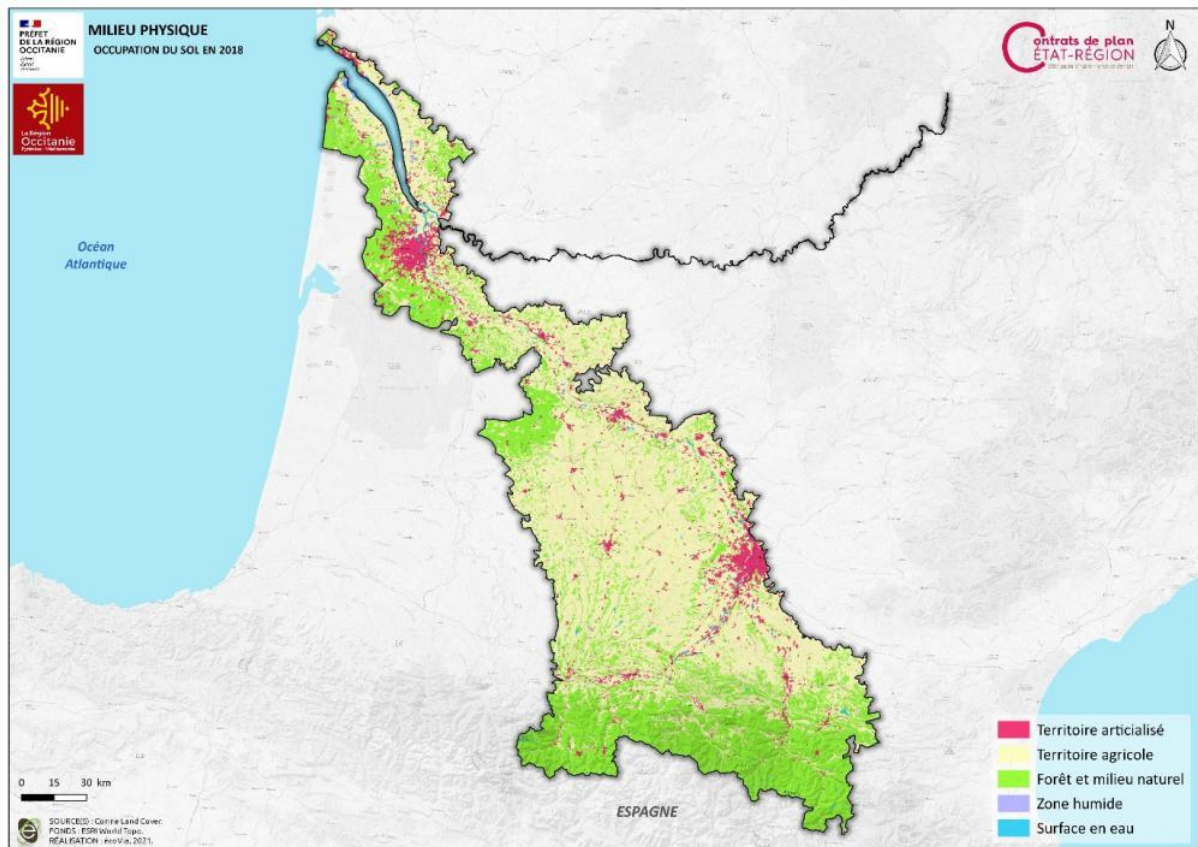 PRÉFET
DE LA RÉGION
OCCITANIE
MILIEU PHYSIQUE
OCCUPATION DU SOL EN 2018
La Région
Occitanie
Pyrénées - Méditerranée
Contrats de plan
ÉTAT-RÉGION
N
Océan
Atlantique
ESPAGNE
Territoire articialisé
Territoire agricole
Forêt et milieu naturel
Zone humide
Surface en eau
0 15 30 km
SOURCE(S) : Corine Land Cover.
FONDS : ESRI World Topo.
RÉALISATION : écoVia, 2021.